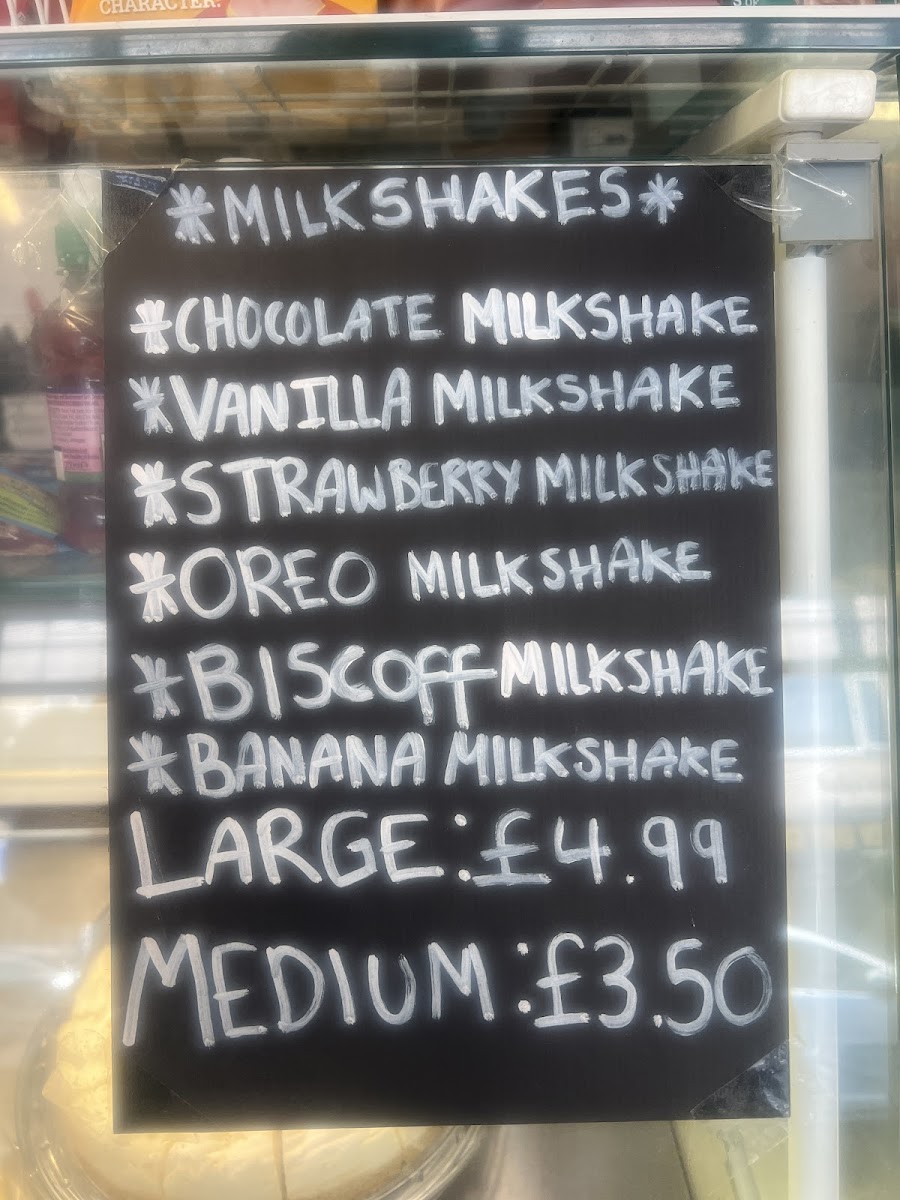 CHARACTER:
*MILKSHAKES*
*CHOCOLATE MILKSHAKE
*VANILLA MILKSHAKE
*STRAWBERRY MILKSHAKE
*OREO MILKSHAKE
*BISCOFF MILKSHAKE
*BANANA MILKSHAKE
LARGE:£4.99
MEDIUM:£3.50